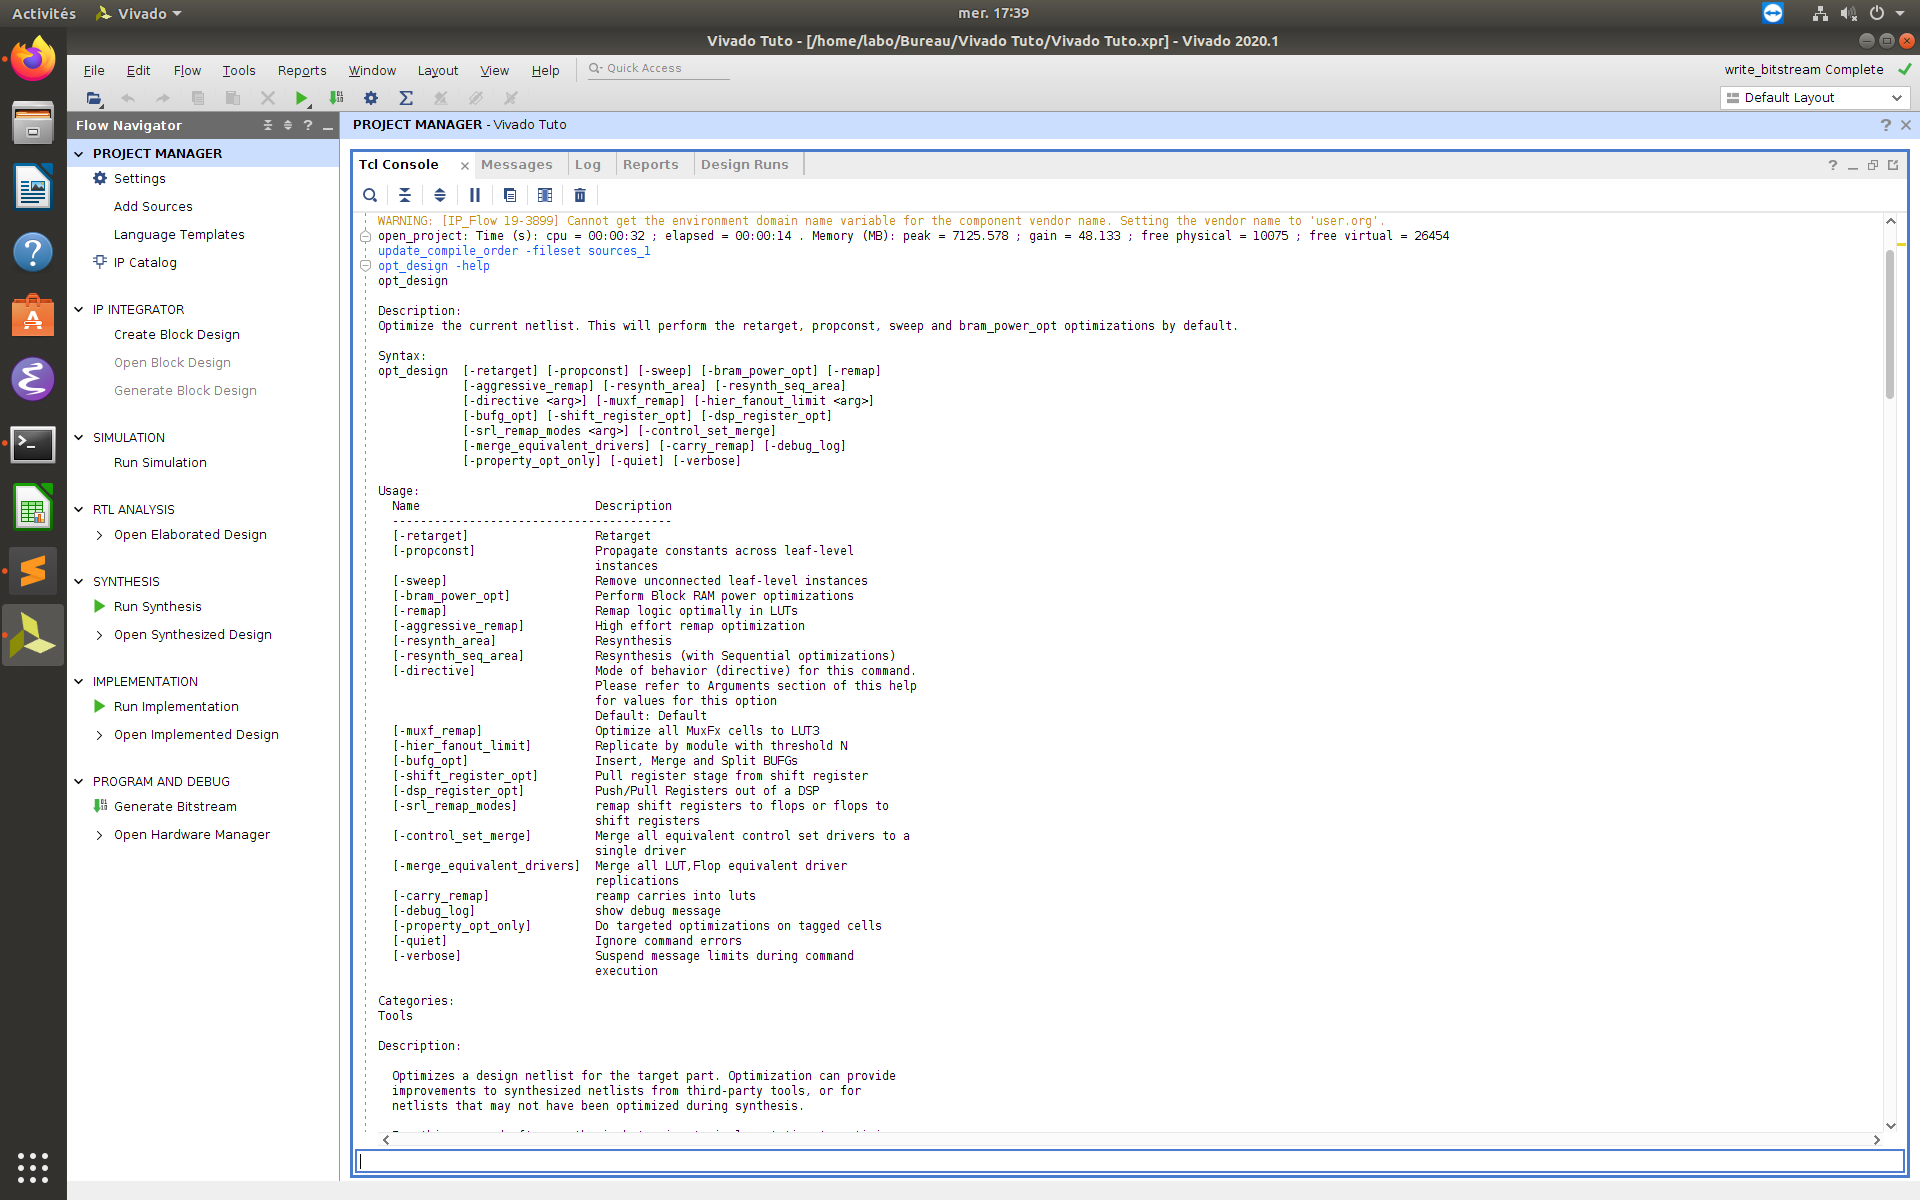 Activités
Vivado
mer. 17:39
Vivado Tuto - [/home/labo/Bureau/Vivado Tuto/Vivado Tuto.xpr] - Vivado 2020.1
File Edit Flow Tools Reports Window Layout View Help
Quick Access
write_bitstream Complete
Default Layout
Flow Navigator
PROJECT MANAGER
Settings
Add Sources
Language Templates
IP Catalog
IP INTEGRATOR
Create Block Design
Open Block Design
Generate Block Design
SIMULATION
Run Simulation
RTL ANALYSIS
Open Elaborated Design
SYNTHESIS
Run Synthesis
Open Synthesized Design
IMPLEMENTATION
Run Implementation
Open Implemented Design
PROGRAM AND DEBUG
Generate Bitstream
Open Hardware Manager
PROJECT MANAGER - Vivado Tuto
Tcl Console Messages Log Reports Design Runs
WARNING: [IP_Flow 19-3899] Cannot get the environment domain name variable for the component vendor name. Setting the vendor name to 'user.org'.
open_project: Time (s): cpu = 00:00:32 ; elapsed = 00:00:14 . Memory (MB): peak = 7125.578 ; gain = 48.133 ; free physical = 10075 ; free virtual = 26454
update_compile_order -fileset sources_1
opt_design -help
opt_design
Description:
Optimize the current netlist. This will perform the retarget, propconst, sweep and bram_power_opt optimizations by default.
Syntax:
opt_design [-retarget] [-propconst] [-sweep] [-bram_power_opt] [-remap]
[-aggressive_remap] [-resynth_area] [-resynth_seq_area]
[-directive <arg>] [-muxf_remap] [-hier_fanout_limit <arg>]
[-bufg_opt] [-shift_register_opt] [-dsp_register_opt]
[-srl_remap_modes <arg>] [-control_set_merge]
[-merge_equivalent_drivers] [-carry_remap] [-debug_log]
[-property_opt_only] [-quiet] [-verbose]
Usage:
Name Description
----------------------------------------
[-retarget] Retarget
[-propconst] Propagate constants across leaf-level
instances
[-sweep] Remove unconnected leaf-level instances
[-bram_power_opt] Perform Block RAM power optimizations
[-remap] Remap logic optimally in LUTs
[-aggressive_remap] High effort remap optimization
[-resynth_area] Resynthesis
[-resynth_seq_area] Resynthesis (with Sequential optimizations)
[-directive] Mode of behavior (directive) for this command.
Please refer to Arguments section of this help
for values for this option
Default: Default
[-muxf_remap] Optimize all MuxFx cells to LUT3
[-hier_fanout_limit] Replicate by module with threshold N
[-bufg_opt] Insert, Merge and Split BUFGs
[-shift_register_opt] Pull register stage from shift register
[-dsp_register_opt] Push/Pull Registers out of a DSP
[-srl_remap_modes] remap shift registers to flops or flops to
shift registers
[-control_set_merge] Merge all equivalent control set drivers to a
single driver
[-merge_equivalent_drivers] Merge all LUT,Flop equivalent driver
replications
[-carry_remap] reamp carries into luts
[-debug_log] show debug message
[-property_opt_only] Do targeted optimizations on tagged cells
[-quiet] Ignore command errors
[-verbose] Suspend message limits during command
execution
Categories:
Tools
Description:
Optimizes a design netlist for the target part. Optimization can provide
improvements to synthesized netlists from third-party tools, or for
netlists that may not have been optimized during synthesis.